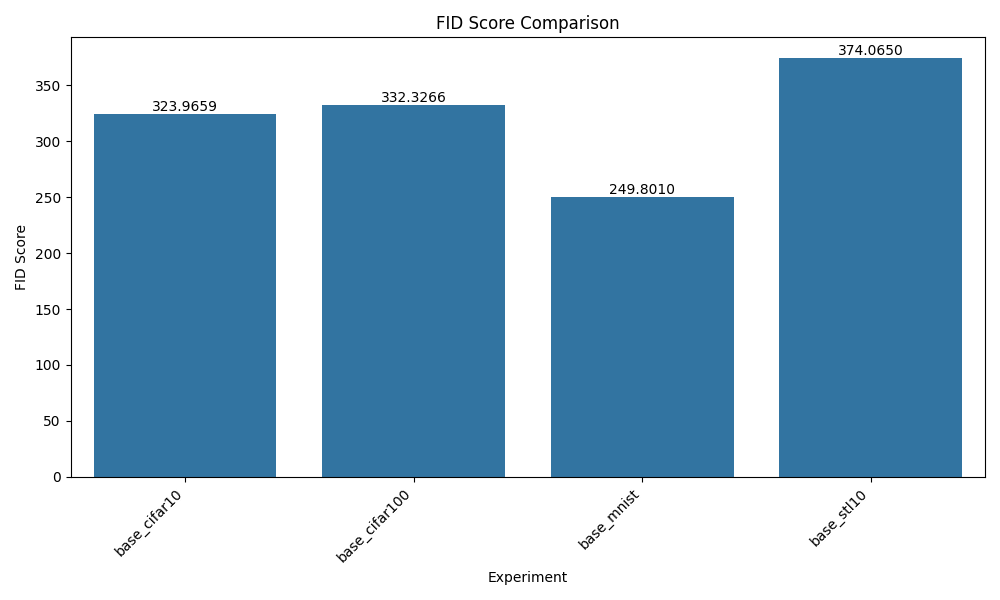 FID Score Comparison
374.0650
332.3266
323.9659
249.8010
350
300
250
200
150
100
50
0
FID Score
base_cifar10
base_cifar100
base_mnist
base_stl10
Experiment